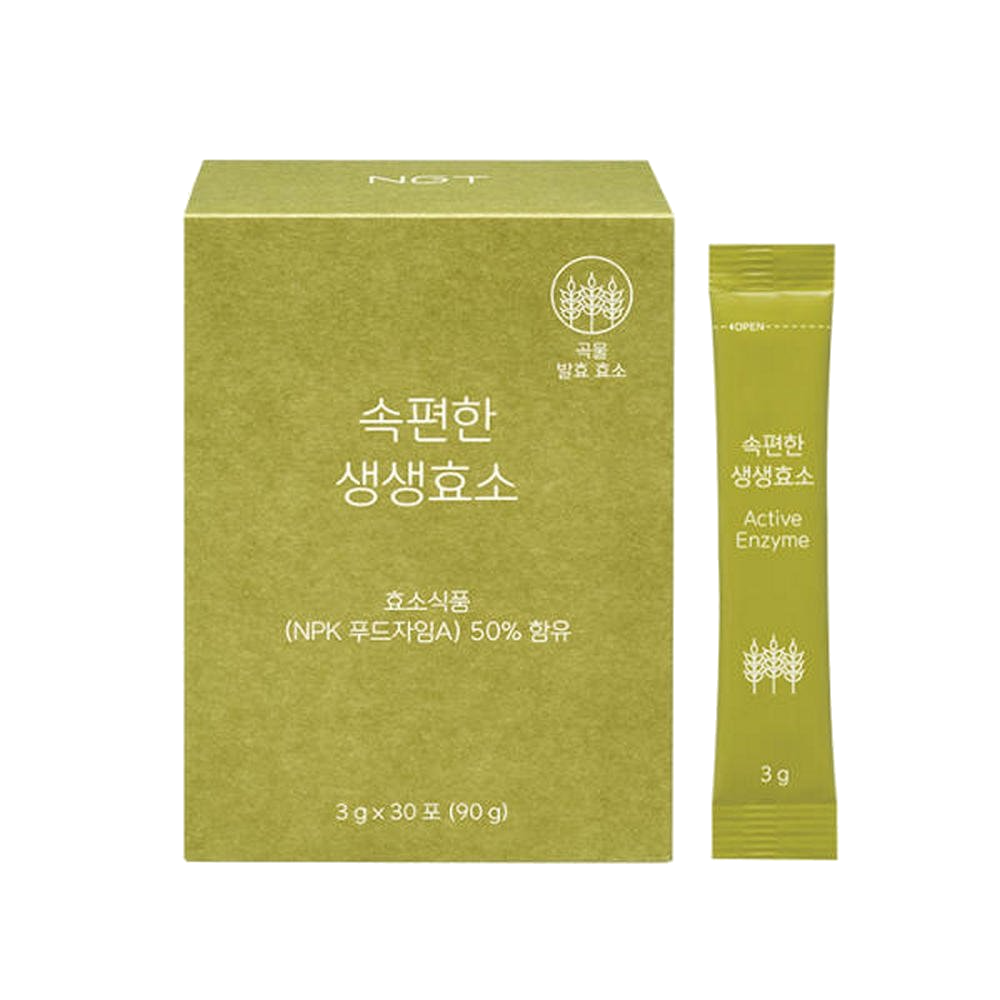 NGT
곡물
발효 효소
속편한
생생효소
효소식품
(NPK 푸드자임A) 50% 함유
3 g x 30 포 (90 g)
OPEN
속편한
생생효소
Active
Enzyme
3 g